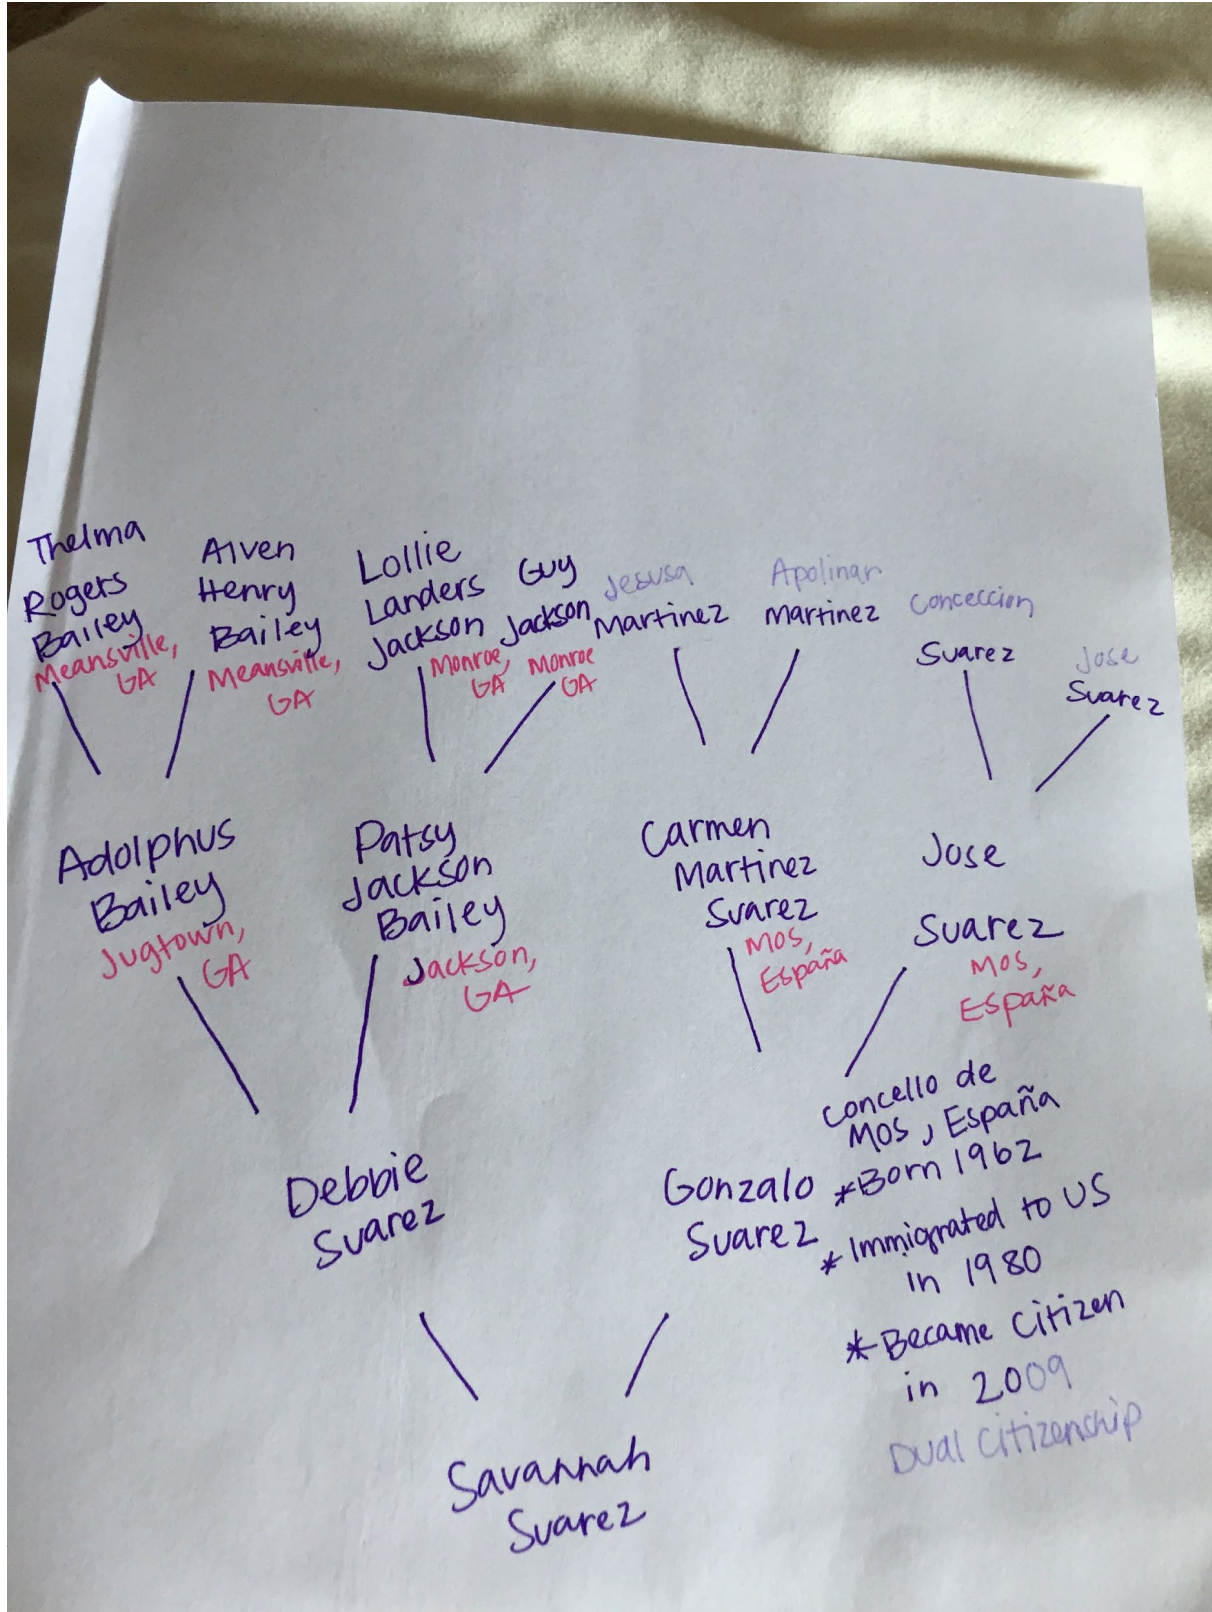 Thelma
Rogers
Bailey
Meansville,
GA
Alven
Henry
Bailey
Meansville,
GA
Lollie
Landers
Jackson
Monroe,
GA
Guy
Jackson
Monroe
GA
Jesusa
Martinez
Apolinar
Martinez
Conceccion
Suarez
Jose
Suarez
Adolphus
Bailey
Jugtown,
GA
Patsy
Jackson
Bailey
Jackson,
GA
Carmen
Martinez
Suarez
Mos,
España
Jose
Suarez
Mos,
España
Debbie
Suarez
Gonzalo
Suarez
Concello de
Mos, España
*Born 1962
*Immigrated to US
in 1980
*Became Citizen
in 2009
Dual Citizenship
Savannah
Suarez